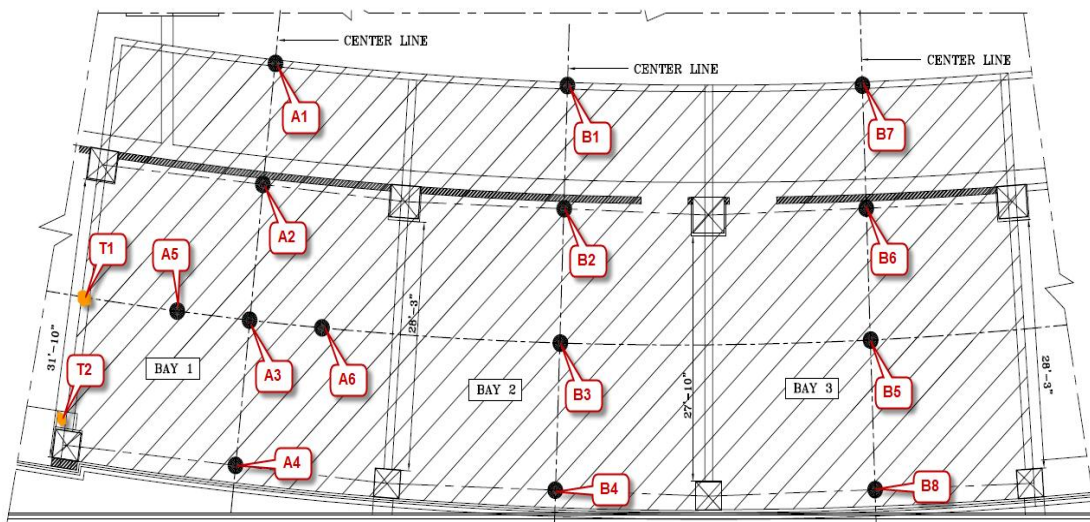 CENTER LINE
CENTER LINE
CENTER LINE
A1
B1
B7
A2
B2
B6
T1
A5
28'-3"
31'-10"
BAY 1
A3
A6
T2
BAY 2
B3
27'-10"
BAY 3
B5
28'-3"
A4
B4
B8